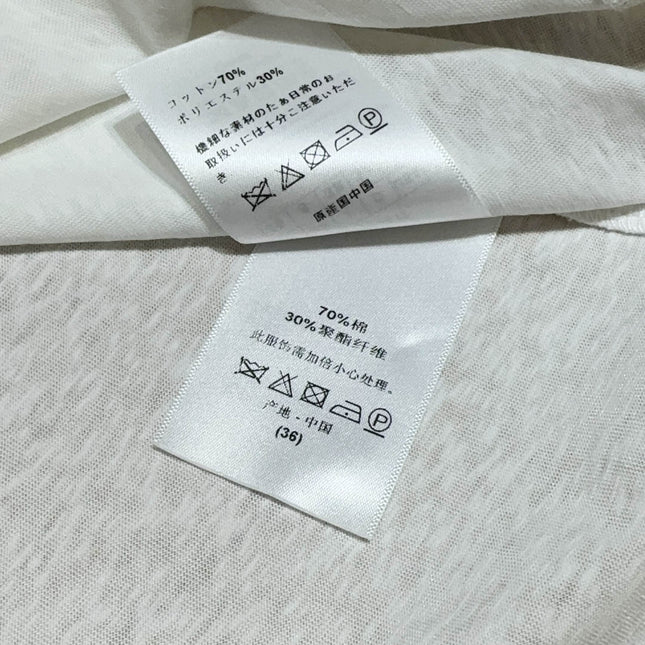 コットン70%
ポリエステル30%
機細な素材のたあ日常のお
取扱いには十分ご注意いただ
き
P
原産国中国
70%棉
30%聚酯纤维
此服饰需加倍小心处理。
P
产地 - 中国
(36)